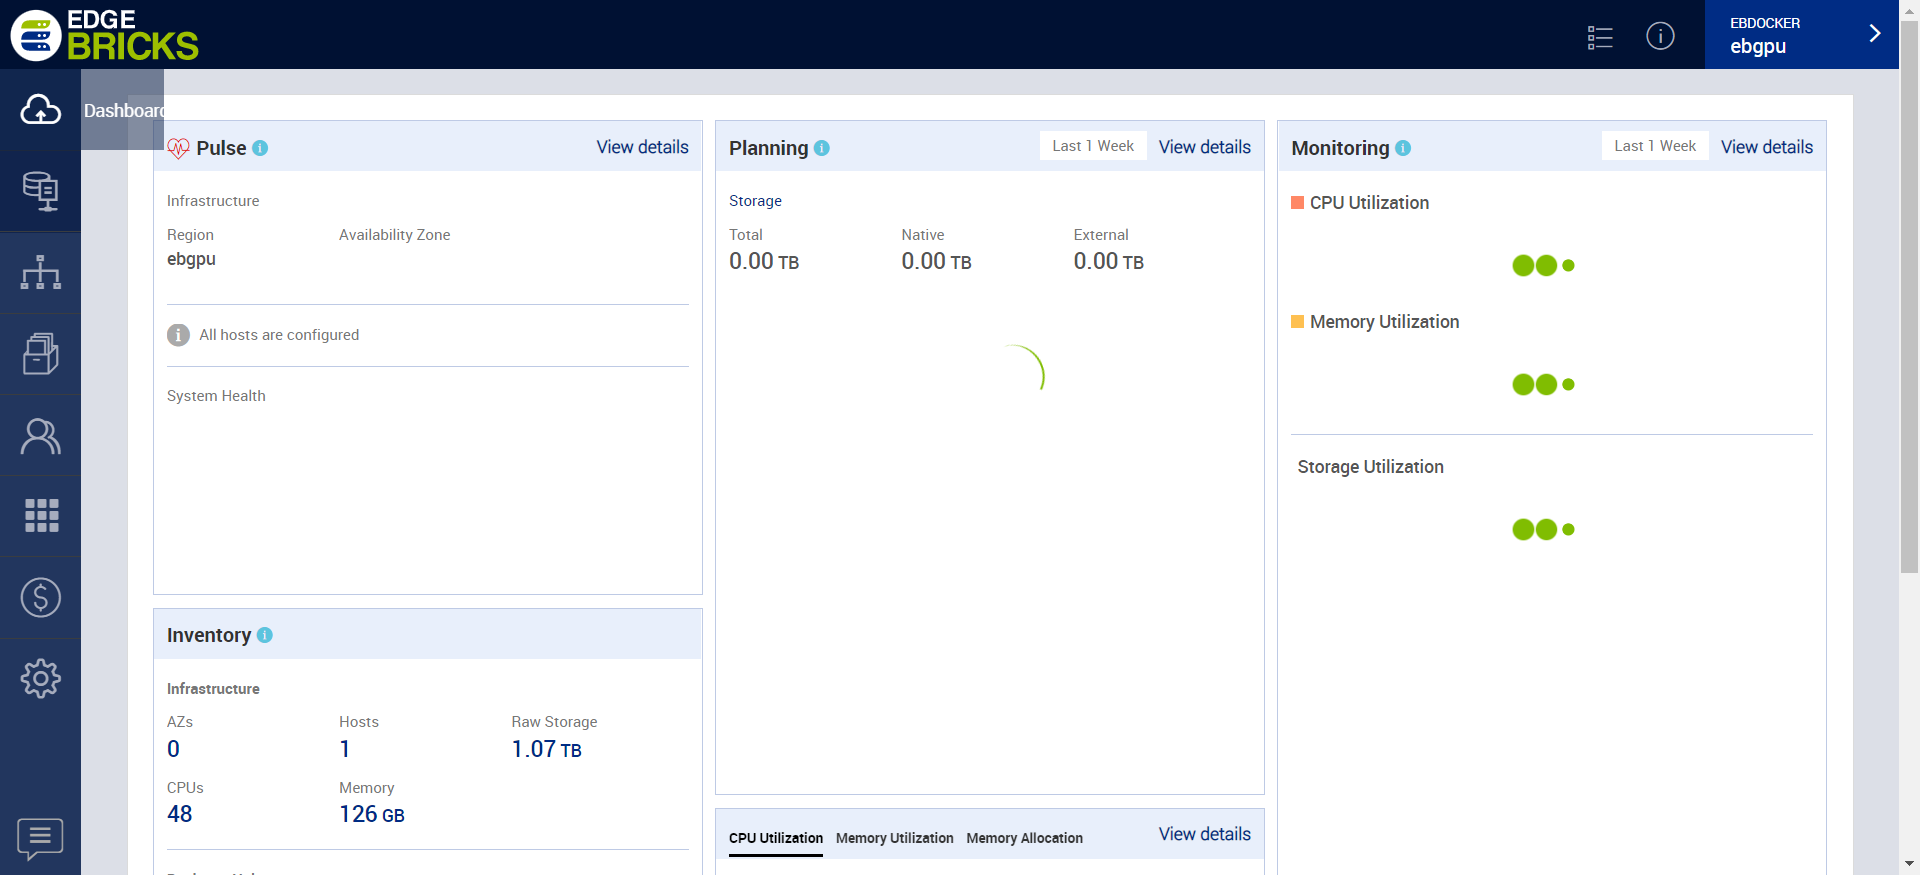 EDGE
BRICKS
EBDOCKER
ebgpu
Dashboard
Pulse
View details
Infrastructure
Region
Availability Zone
ebgpu
All hosts are configured
System Health
Inventory
Infrastructure
AZs
Hosts
Raw Storage
0
1
1.07 TB
CPUs
Memory
48
126 GB
Planning
Last 1 Week
View details
Storage
Total
Native
External
0.00 TB
0.00 TB
0.00 TB
CPU Utilization
Memory Utilization
Memory Allocation
View details
Monitoring
Last 1 Week
View details
CPU Utilization
Memory Utilization
Storage Utilization